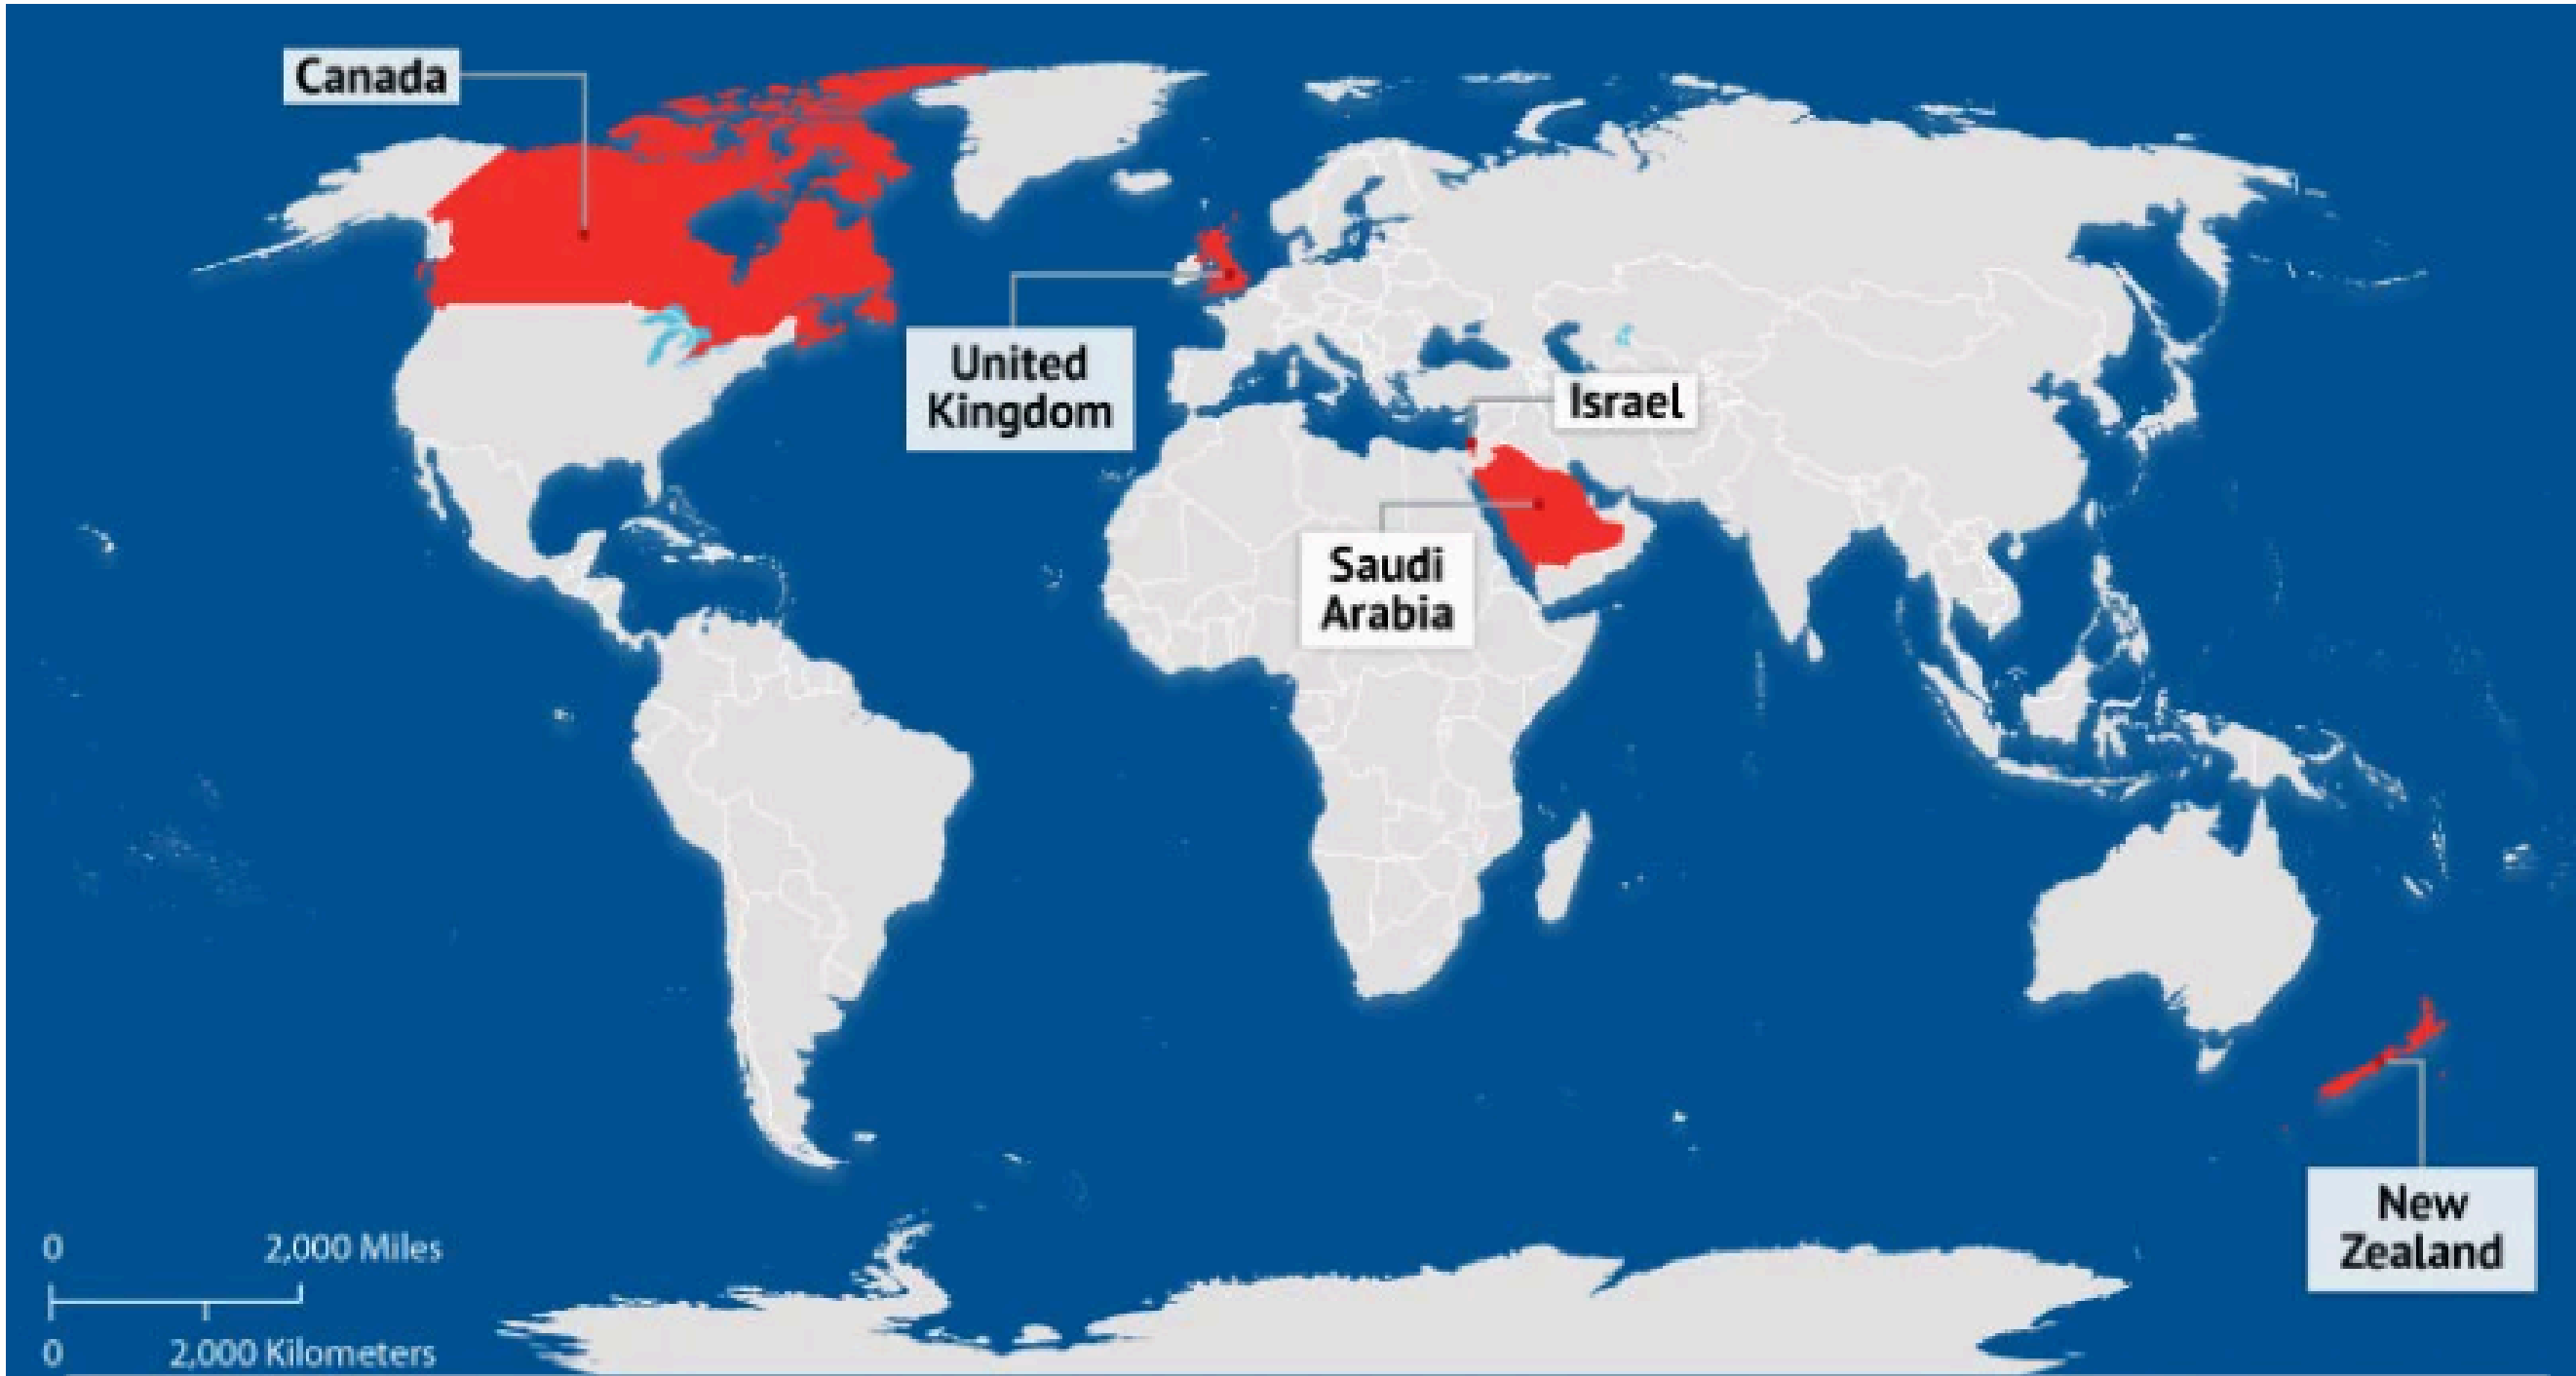 Canada
United
Kingdom
Israel
Saudi
Arabia
New
Zealand
0 2,000 Miles
0 2,000 Kilometers